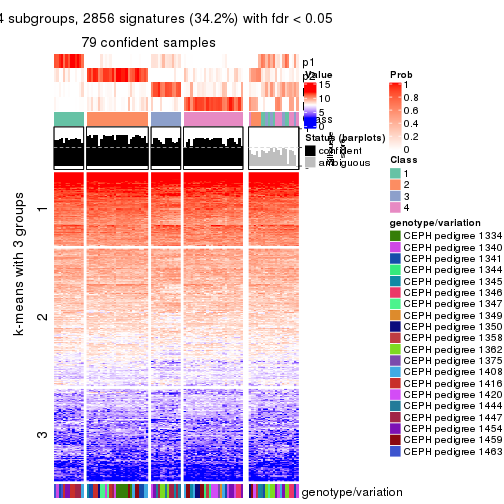 4 subgroups, 2856 signatures (34.2%) with fdr < 0.05
79 confident samples
p1
p2
Value
15
10
5
0
Class
Status (barplots)
confident
ambiguous
Prob
1
0.8
0.6
0.4
0.2
0
Class
1
2
3
4
genotype/variation
CEPH pedigree 1334
CEPH pedigree 1340
CEPH pedigree 1341
CEPH pedigree 1344
CEPH pedigree 1345
CEPH pedigree 1346
CEPH pedigree 1347
CEPH pedigree 1349
CEPH pedigree 1350
CEPH pedigree 1358
CEPH pedigree 1362
CEPH pedigree 1375
CEPH pedigree 1408
CEPH pedigree 1416
CEPH pedigree 1420
CEPH pedigree 1444
CEPH pedigree 1447
CEPH pedigree 1454
CEPH pedigree 1459
CEPH pedigree 1463
k-means with 3 groups
1
2
3
genotype/variation